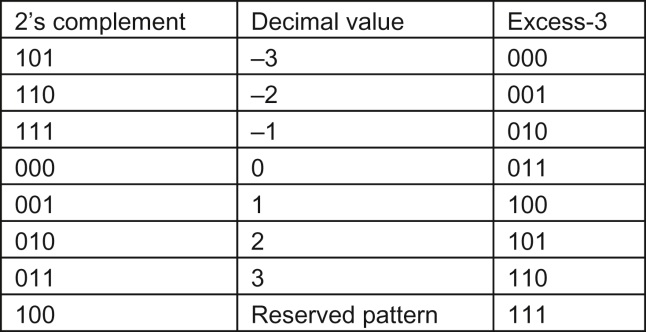 2’s complement Decimal value Excess-3
101 –3 000
110 –2 001
111 –1 010
000 0 011
001 1 100
010 2 101
011 3 110
100 Reserved pattern 111